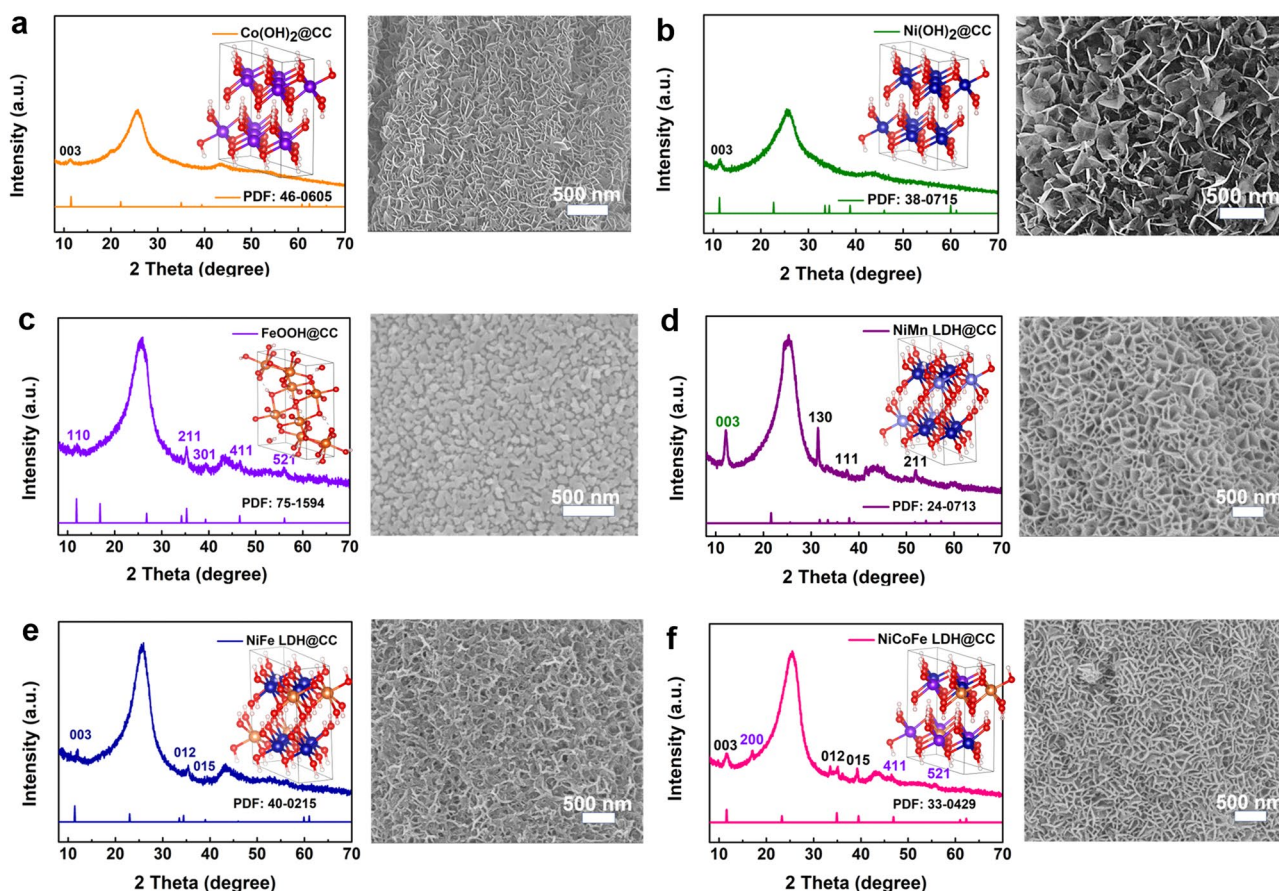 a
Co(OH)₂@CC
003
PDF: 46-0605
Intensity (a.u.)
10 20 30 40 50 60 70
2 Theta (degree)
500 nm
b
Ni(OH)₂@CC
003
PDF: 38-0715
Intensity (a.u.)
10 20 30 40 50 60 70
2 Theta (degree)
500 nm
c
FeOOH@CC
110
211
301
411
521
PDF: 75-1594
Intensity (a.u.)
10 20 30 40 50 60 70
2 Theta (degree)
500 nm
d
NiMn LDH@CC
003
130
111
211
PDF: 24-0713
Intensity (a.u.)
10 20 30 40 50 60 70
2 Theta (degree)
500 nm
e
NiFe LDH@CC
003
012
015
PDF: 40-0215
Intensity (a.u.)
10 20 30 40 50 60 70
2 Theta (degree)
500 nm
f
NiCoFe LDH@CC
003
200
012
015
411
521
PDF: 33-0429
Intensity (a.u.)
10 20 30 40 50 60 70
2 Theta (degree)
500 nm